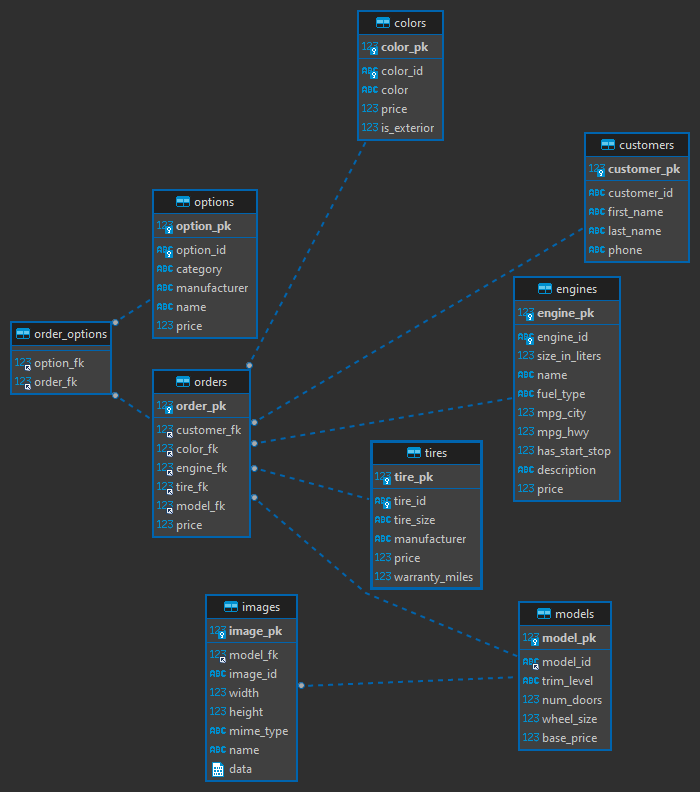 colors
123 color_pk
ABC color_id
ABC color
123 price
123 is_exterior
customers
123 customer_pk
ABC customer_id
ABC first_name
ABC last_name
ABC phone
options
123 option_pk
ABC option_id
ABC category
ABC manufacturer
ABC name
123 price
engines
123 engine_pk
ABC engine_id
123 size_in_liters
ABC name
ABC fuel_type
123 mpg_city
123 mpg_hwy
123 has_start_stop
ABC description
123 price
order_options
123 option_fk
123 order_fk
orders
123 order_pk
123 customer_fk
123 color_fk
123 engine_fk
123 tire_fk
123 model_fk
123 price
tires
123 tire_pk
ABC tire_id
ABC tire_size
ABC manufacturer
123 price
123 warranty_miles
images
123 image_pk
123 model_fk
ABC image_id
123 width
123 height
ABC mime_type
ABC name
data
models
123 model_pk
ABC model_id
ABC trim_level
123 num_doors
123 wheel_size
123 base_price